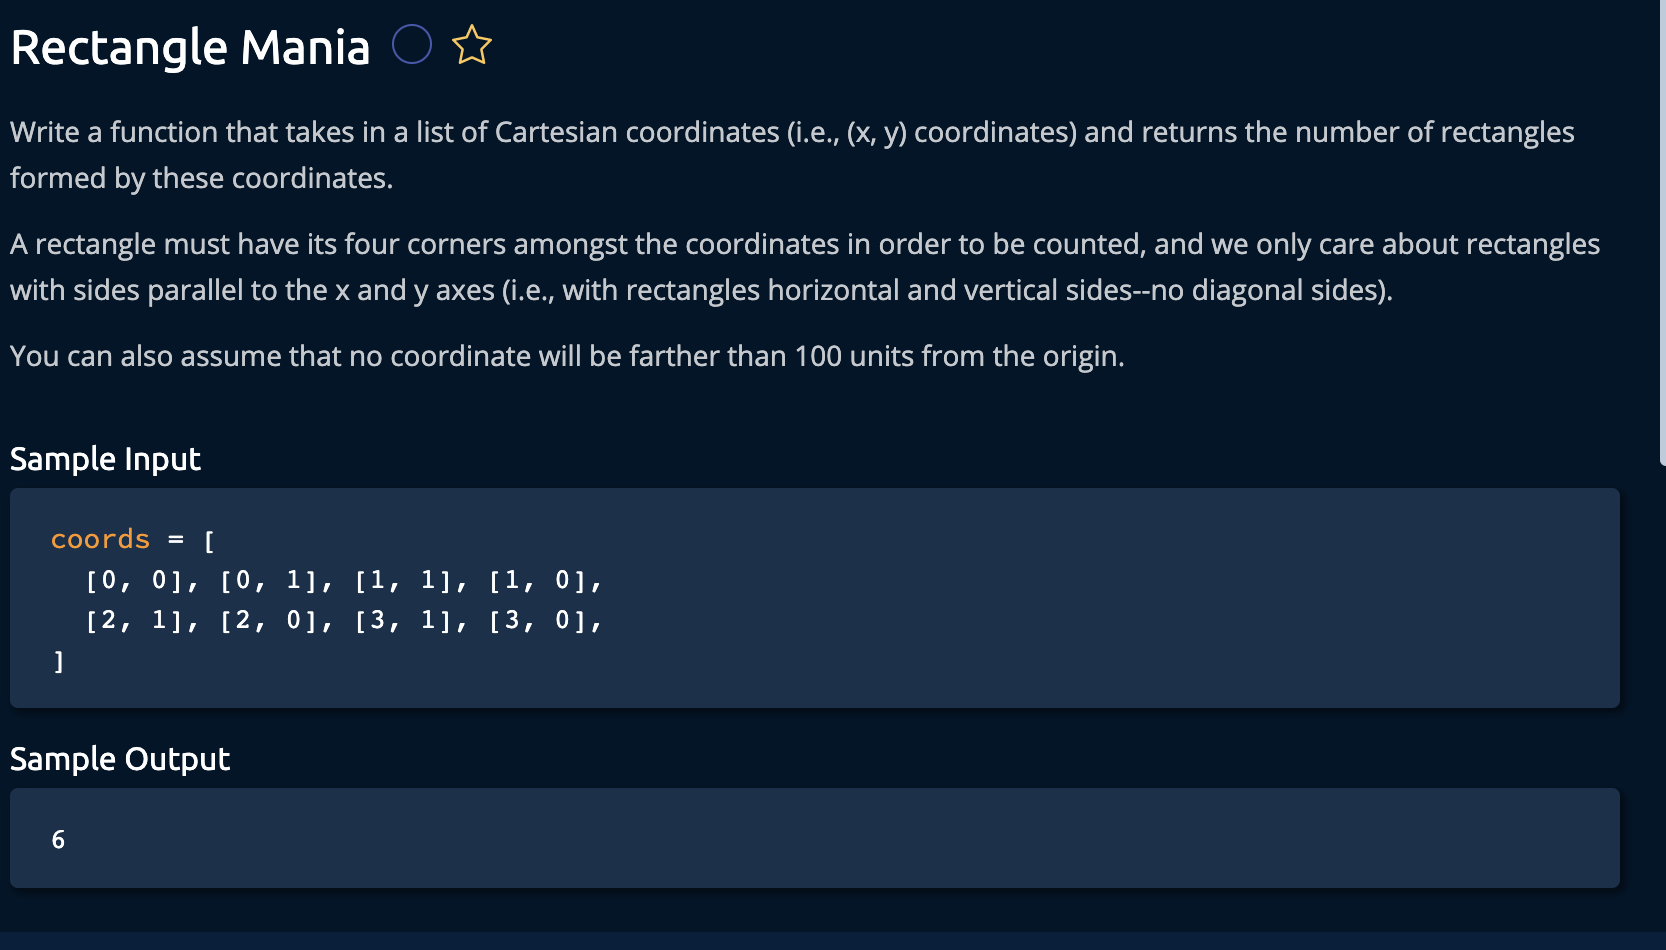 Rectangle Mania
Write a function that takes in a list of Cartesian coordinates (i.e., (x, y) coordinates) and returns the number of rectangles
formed by these coordinates.
A rectangle must have its four corners amongst the coordinates in order to be counted, and we only care about rectangles
with sides parallel to the x and y axes (i.e., with rectangles horizontal and vertical sides--no diagonal sides).
You can also assume that no coordinate will be farther than 100 units from the origin.
Sample Input
coords = [
  [0, 0], [0, 1], [1, 1], [1, 0],
  [2, 1], [2, 0], [3, 1], [3, 0],
]
Sample Output
6